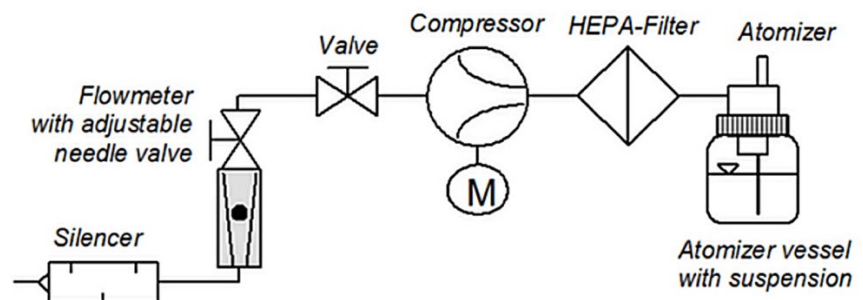 Compressor
HEPA-Filter
Atomizer
Valve
Flowmeter
with adjustable
needle valve
M
Silencer
Atomizer vessel
with suspension